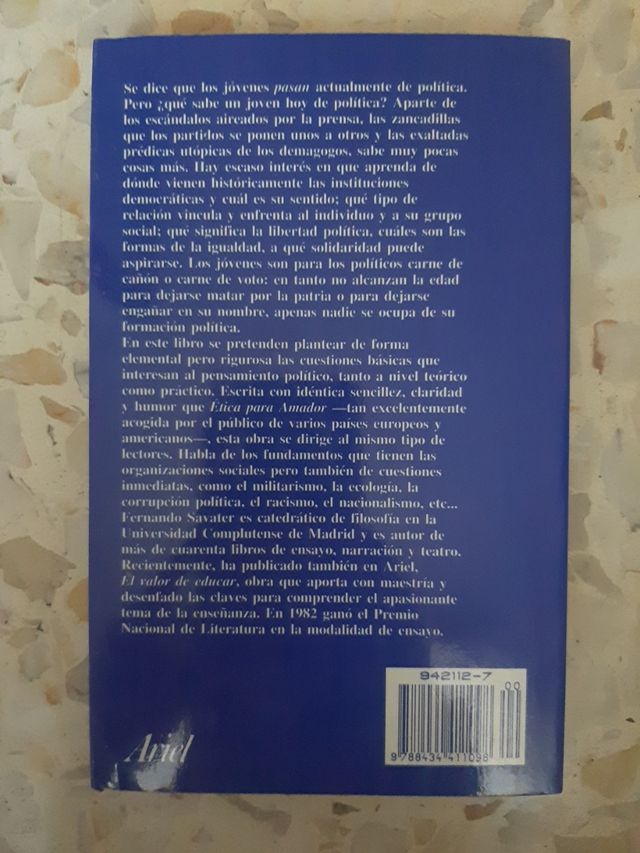 Se dice que los jóvenes pasan actualmente de política.
Pero ¿qué sabe un joven hoy de política? Aparte de
los escándalos aireados por la prensa, las zancadillas
que los partidos se ponen unos a otros y las exaltadas
prédicas utópicas de los demagogos, sabe muy pocas
cosas más. Hay escaso interés en que aprenda de
dónde vienen históricamente las instituciones
democráticas y cuál es su sentido; qué tipo de
relación vincula y enfrenta al individuo y a su grupo
social; qué significa la libertad política, cuáles son las
formas de la igualdad, a qué solidaridad puede
aspirarse. Los jóvenes son para los políticos carne de
cañón o carne de voto: en tanto no alcanzan la edad
para dejarse matar por la patria o para dejarse
engañar en su nombre, apenas nadie se ocupa de su
formación política.
En este libro se pretenden plantear de forma
elemental pero rigurosa las cuestiones básicas que
interesan al pensamiento político, tanto a nivel teórico
como práctico. Escrita con idéntica sencillez, claridad
y humor que Ética para Amador —tan excelentemente
acogida por el público de varios países europeos y
americanos—, esta obra se dirige al mismo tipo de
lectores. Habla de los fundamentos que tienen las
organizaciones sociales pero también de cuestiones
inmediatas, como el militarismo, la ecología, la
corrupción política, el racismo, el nacionalismo, etc...
Fernando Savater es catedrático de filosofía en la
Universidad Complutense de Madrid y es autor de
más de cuarenta libros de ensayo, narración y teatro.
Recientemente, ha publicado también en Ariel,
El valor de educar, obra que aporta con maestría y
desenfado las claves para comprender el apasionante
tema de la enseñanza. En 1982 ganó el Premio
Nacional de Literatura en la modalidad de ensayo.
942112-7
00
9 788434 411098
Ariel